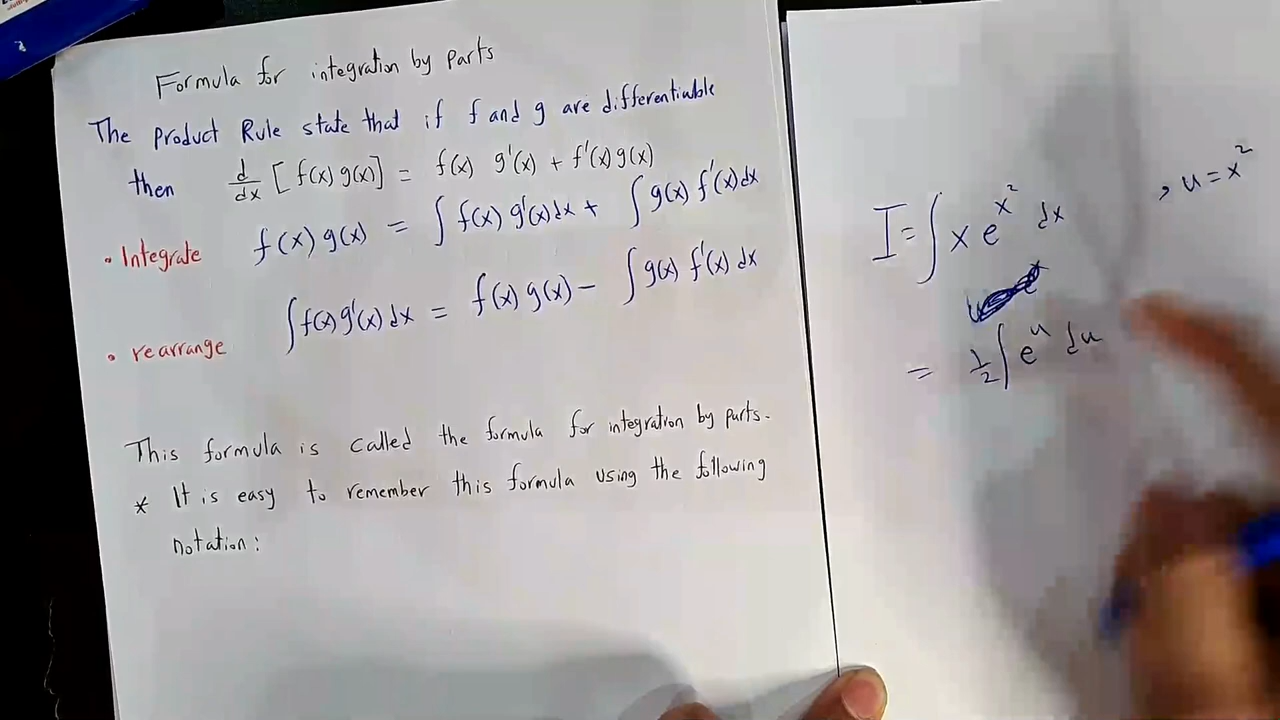 Formula for integration by parts
The product Rule state that if f and g are differentiable
then d/dx [f(x) g(x)] = f(x) g'(x) + f'(x) g(x)
• Integrate f(x) g(x) = ∫ f(x) g'(x) dx + ∫ g(x) f'(x) dx
• rearrange ∫ f(x) g'(x) dx = f(x) g(x) - ∫ g(x) f'(x) dx
This formula is called the formula for integration by parts.
* It is easy to remember this formula using the following
notation:
I = ∫ x e^x² dx , u = x²
= 1/2 ∫ e^u du